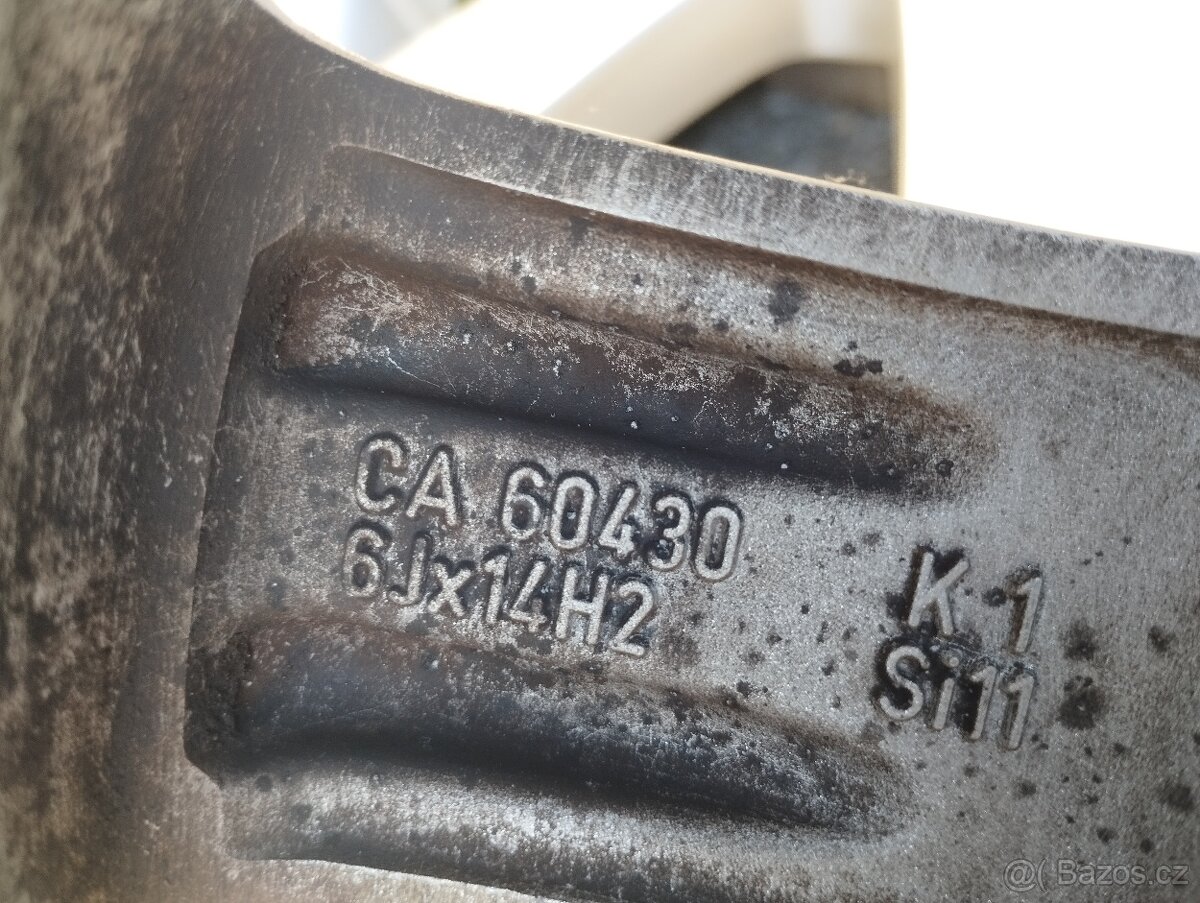 CA 60430
6Jx14H2
K 1
Si11
@( Bazos.cz